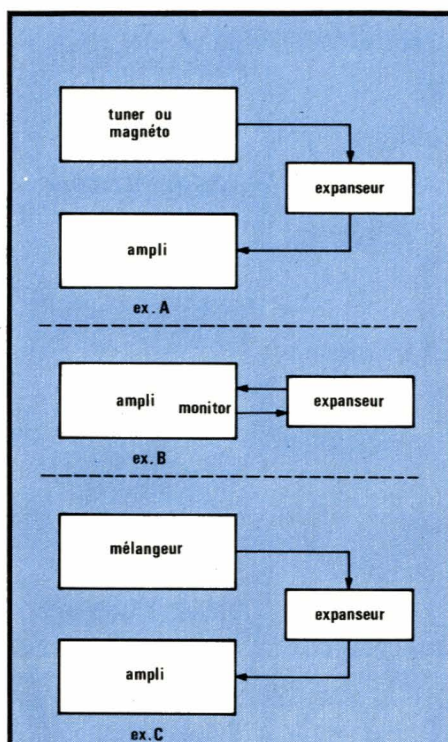 tuner ou
magnéto
expanseur
ampli
ex. A
ampli
monitor
expanseur
ex. B
mélangeur
expanseur
ampli
ex. C